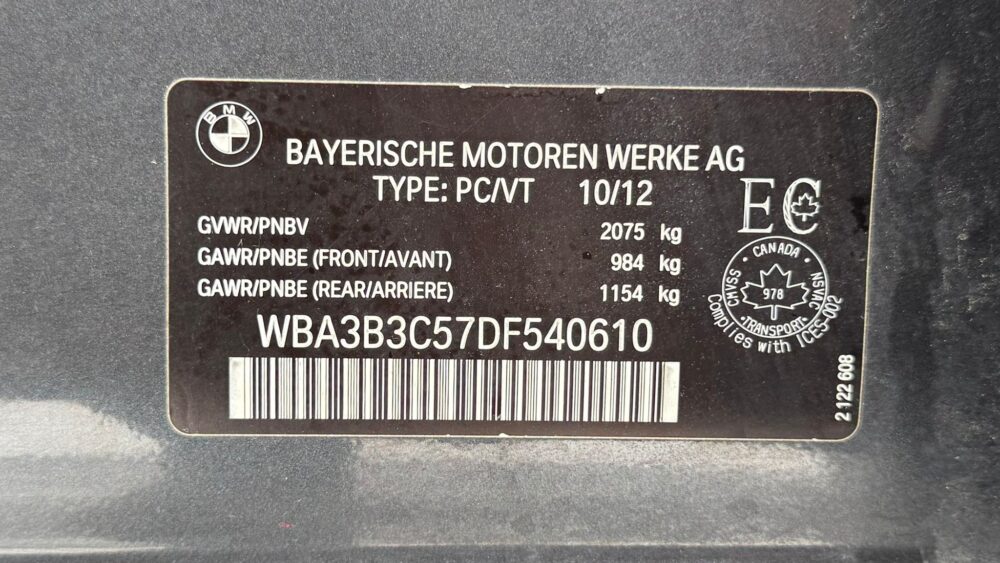 BMW
BAYERISCHE MOTOREN WERKE AG
TYPE: PC/VT 10/12
EC
GVWR/PNBV 2075 kg
GAWR/PNBE (FRONT/AVANT) 984 kg
GAWR/PNBE (REAR/ARRIERE) 1154 kg
CANADA
CMVSS
NSVAC
978
TRANSPORT
Complies with ICES-002
WBA3B3C57DF540610
2 122 608